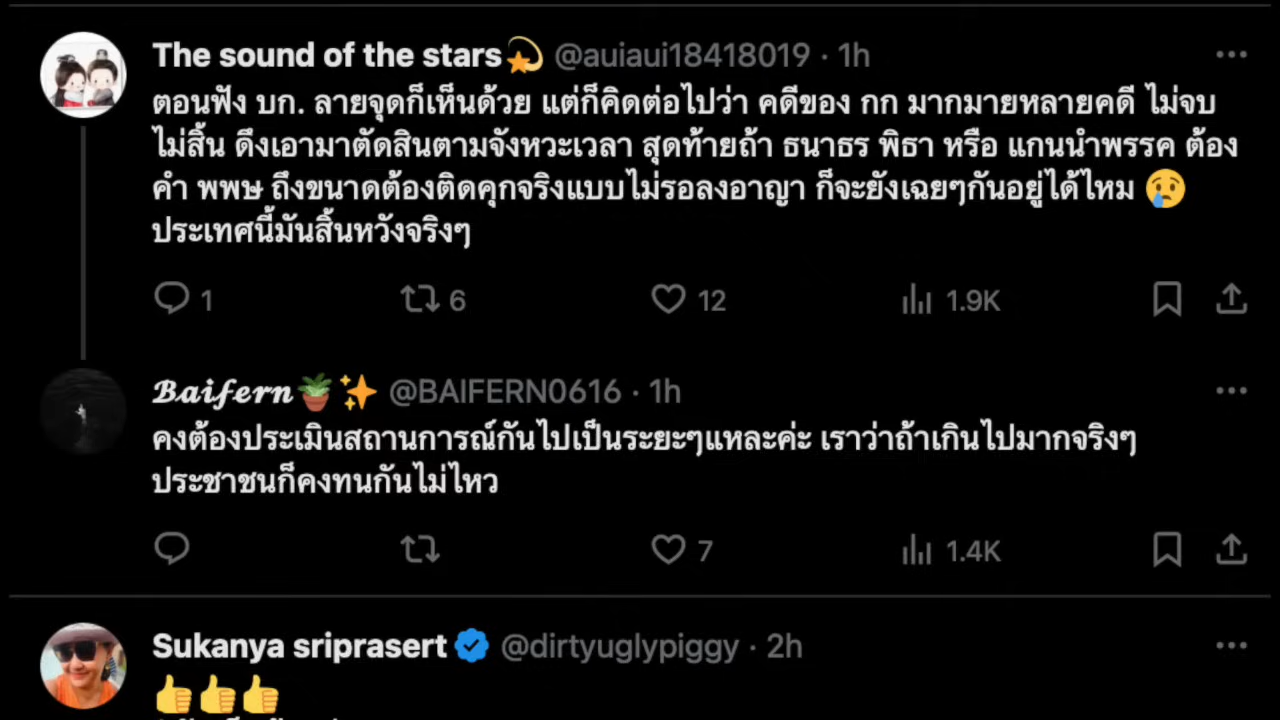 The sound of the stars💫 @auiaui18418019 · 1h
ตอนฟัง บก. ลายจุดก็เห็นด้วย แต่ก็คิดต่อไปว่า คดีของ กก มากมายหลายคดี ไม่จบ
ไม่สิ้น ดึงเอามาตัดสินตามจังหวะเวลา สุดท้ายถ้า ธนาธร พิธา หรือ แกนนำพรรค ต้อง
คำ พพษ ถึงขนาดต้องติดคุกจริงแบบไม่รอลงอาญา ก็จะยังเฉยๆกันอยู่ได้ไหม 😢
ประเทศนี้มันสิ้นหวังจริงๆ
1 6 12 1.9K
𝓑𝓪𝓲𝓯𝓮𝓻𝓷🪴✨ @BAIFERN0616 · 1h
คงต้องประเมินสถานการณ์กันไปเป็นระยะๆแหละค่ะ เราว่าถ้าเกินไปมากจริงๆ
ประชาชนก็คงทนกันไม่ไหว
7 1.4K
Sukanya sriprasert @dirtyuglypiggy · 2h
👍👍👍